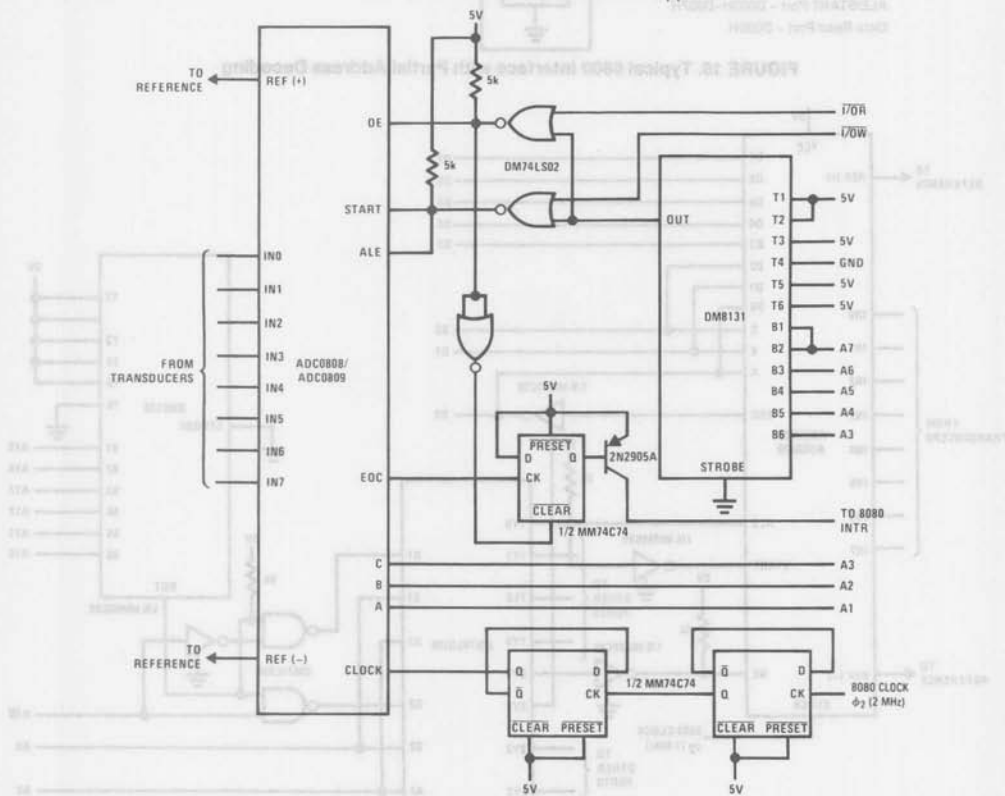 5V
TO
REFERENCE
REF (+)
5k
OE
I/OR
I/OW
DM74LS02
5k
START
OUT
T1
5V
T2
ALE
T3
5V
T4
GND
IN0
T5
5V
IN1
T6
5V
DM8131
B1
IN2
B2
A7
FROM
TRANSDUCERS
IN3
ADC0808/
ADC0809
B3
A6
IN4
B4
A5
5V
B5
A4
IN5
PRESET
2N2905A
B6
A3
IN6
D
Q
STROBE
EOC
CK
IN7
CLEAR
TO 8080
INTR
1/2 MM74C74
C
A3
B
A2
A
A1
TO
REFERENCE
REF (−)
CLOCK
Q
D
1/2 MM74C74
Q
D
Q
CK
Q
CK
8080 CLOCK
ϕ2 (2 MHz)
CLEAR
PRESET
CLEAR
PRESET
5V
5V